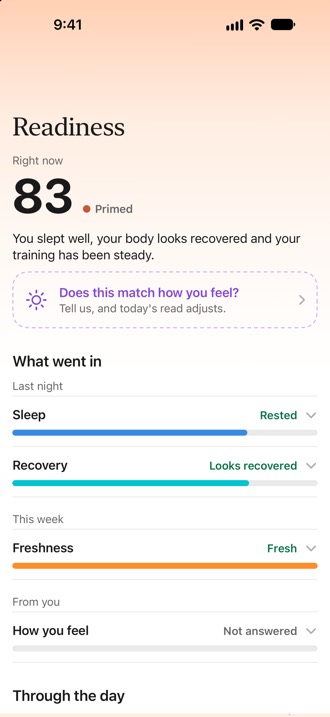 9:41
Readiness
Right now
83 Primed
You slept well, your body looks recovered and your
training has been steady.
Does this match how you feel?
Tell us, and today's read adjusts.
What went in
Last night
Sleep Rested
Recovery Looks recovered
This week
Freshness Fresh
From you
How you feel Not answered
Through the day